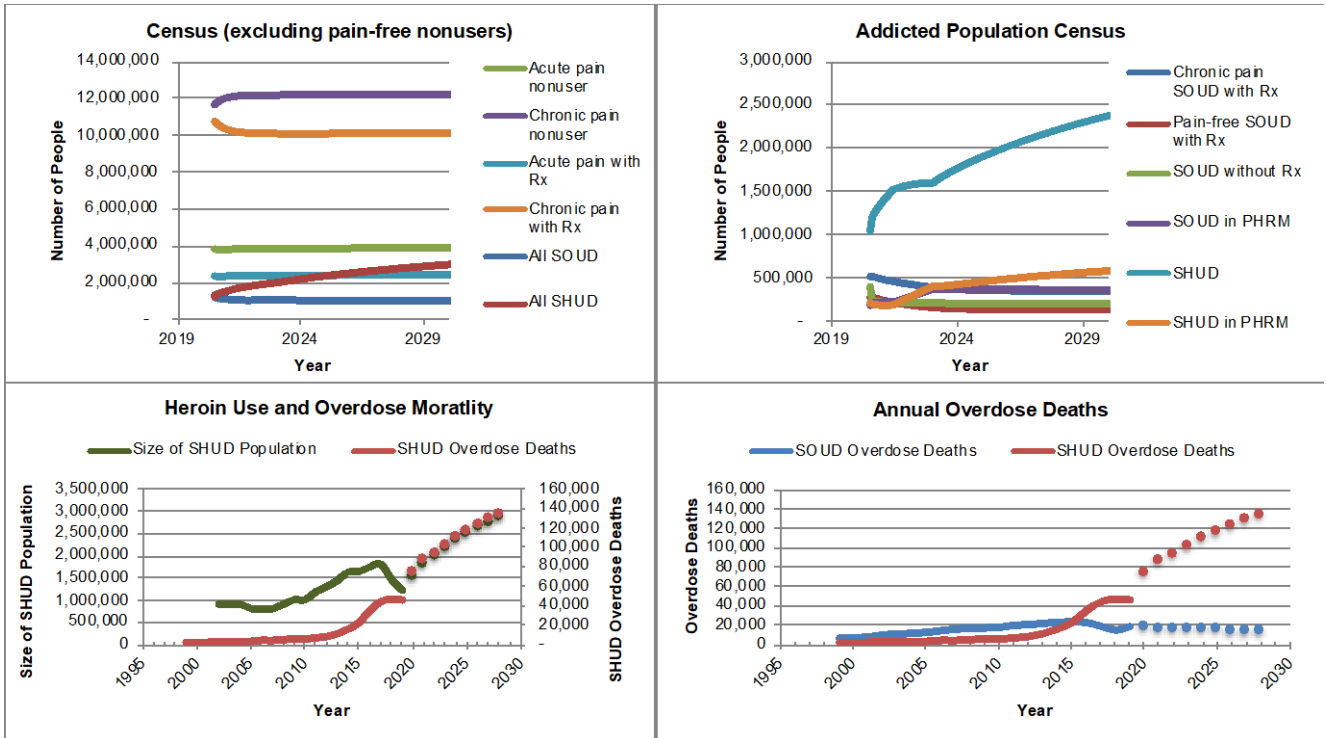 Census (excluding pain-free nonusers)
14,000,000
12,000,000
10,000,000
8,000,000
6,000,000
4,000,000
2,000,000
-
Number of People
2019 2024 2029
Year
Acute pain
nonuser
Chronic pain
nonuser
Acute pain with
Rx
Chronic pain
with Rx
All SOUD
All SHUD
Addicted Population Census
3,000,000
2,500,000
2,000,000
1,500,000
1,000,000
500,000
-
Number of People
2019 2024 2029
Year
Chronic pain
SOUD with Rx
Pain-free SOUD
with Rx
SOUD without Rx
SOUD in PHRM
SHUD
SHUD in PHRM
Heroin Use and Overdose Moratlity
Size of SHUD Population SHUD Overdose Deaths
Size of SHUD Population
3,500,000
3,000,000
2,500,000
2,000,000
1,500,000
1,000,000
500,000
0
160,000
140,000
120,000
100,000
80,000
60,000
40,000
20,000
-
SHUD Overdose Deaths
1995 2000 2005 2010 2015 2020 2025 2030
Year
Annual Overdose Deaths
SOUD Overdose Deaths SHUD Overdose Deaths
Overdose Deaths
160,000
140,000
120,000
100,000
80,000
60,000
40,000
20,000
0
1995 2000 2005 2010 2015 2020 2025 2030
Year